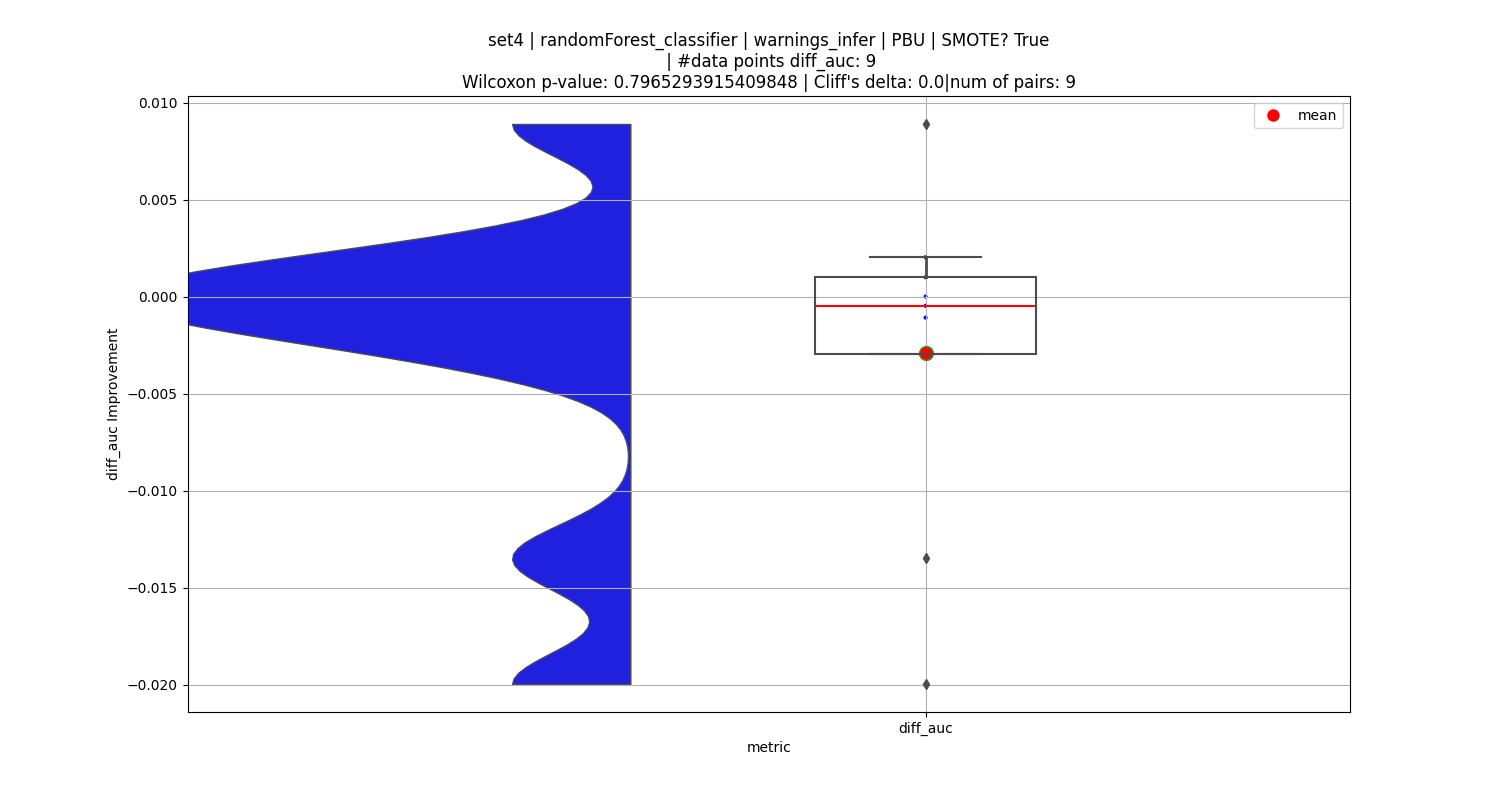 set4 | randomForest_classifier | warnings_infer | PBU | SMOTE? True
| #data points diff_auc: 9
Wilcoxon p-value: 0.7965293915409848 | Cliff's delta: 0.0|num of pairs: 9
mean
0.010
0.005
0.000
−0.005
−0.010
−0.015
−0.020
diff_auc Improvement
diff_auc
metric